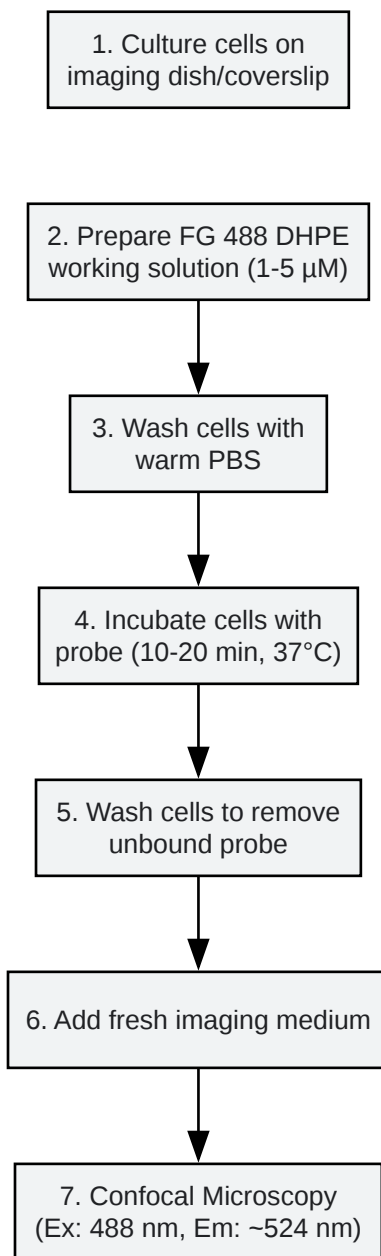 1. Culture cells on
imaging dish/coverslip
2. Prepare FG 488 DHPE
working solution (1-5 µM)
3. Wash cells with
warm PBS
4. Incubate cells with
probe (10-20 min, 37°C)
5. Wash cells to remove
unbound probe
6. Add fresh imaging medium
7. Confocal Microscopy
(Ex: 488 nm, Em: ~524 nm)